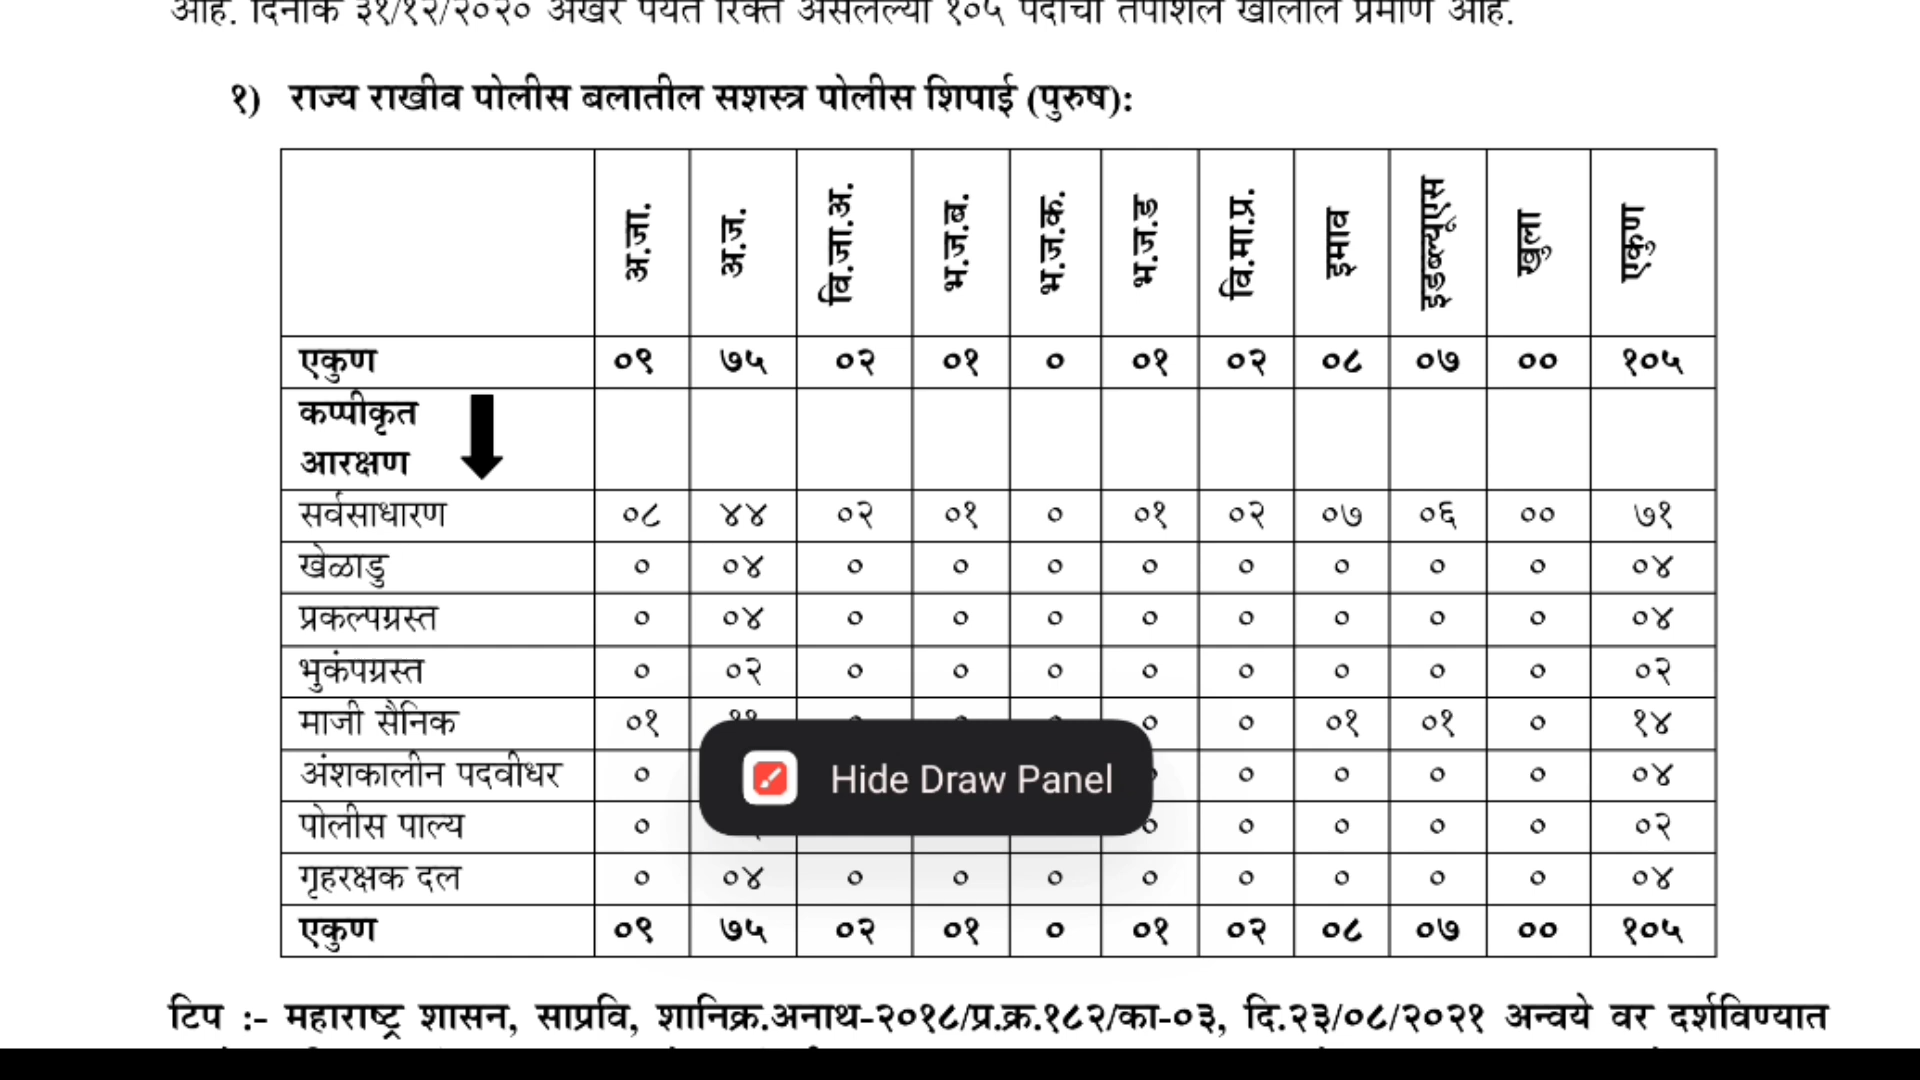 आहे. दिनांक ३१/१२/२०२० अखेर पर्यंत रिक्त असलेल्या १०५ पदांचा तपशिल खालील प्रमाणे आहे.
१) राज्य राखीव पोलीस बलातील सशस्त्र पोलीस शिपाई (पुरुष):
अ.जा. अ.ज. वि.जा.अ. भ.ज.ब. भ.ज.क. भ.ज.ड वि.मा.प्र. इमाव इडब्ल्यूएस खुला एकुण
एकुण ०९ ७५ ०२ ०१ ० ०१ ०२ ०८ ०७ ०० १०५
कप्पीकृत
आरक्षण
सर्वसाधारण ०८ ४४ ०२ ०१ ० ०१ ०२ ०७ ०६ ०० ७१
खेळाडु ० ०४ ० ० ० ० ० ० ० ० ०४
प्रकल्पग्रस्त ० ०४ ० ० ० ० ० ० ० ० ०४
भुकंपग्रस्त ० ०२ ० ० ० ० ० ० ० ० ०२
माजी सैनिक ०१ ० ० ०१ ०१ ० १४
अंशकालीन पदवीधर ० ० ० ० ० ०४
Hide Draw Panel
पोलीस पाल्य ० ० ० ० ० ० ०२
गृहरक्षक दल ० ०४ ० ० ० ० ० ० ० ० ०४
एकुण ०९ ७५ ०२ ०१ ० ०१ ०२ ०८ ०७ ०० १०५
टिप :- महाराष्ट्र शासन, साप्रवि, शानिक्र.अनाथ-२०१८/प्र.क्र.१८२/का-०३, दि.२३/०८/२०२१ अन्वये वर दर्शविण्यात